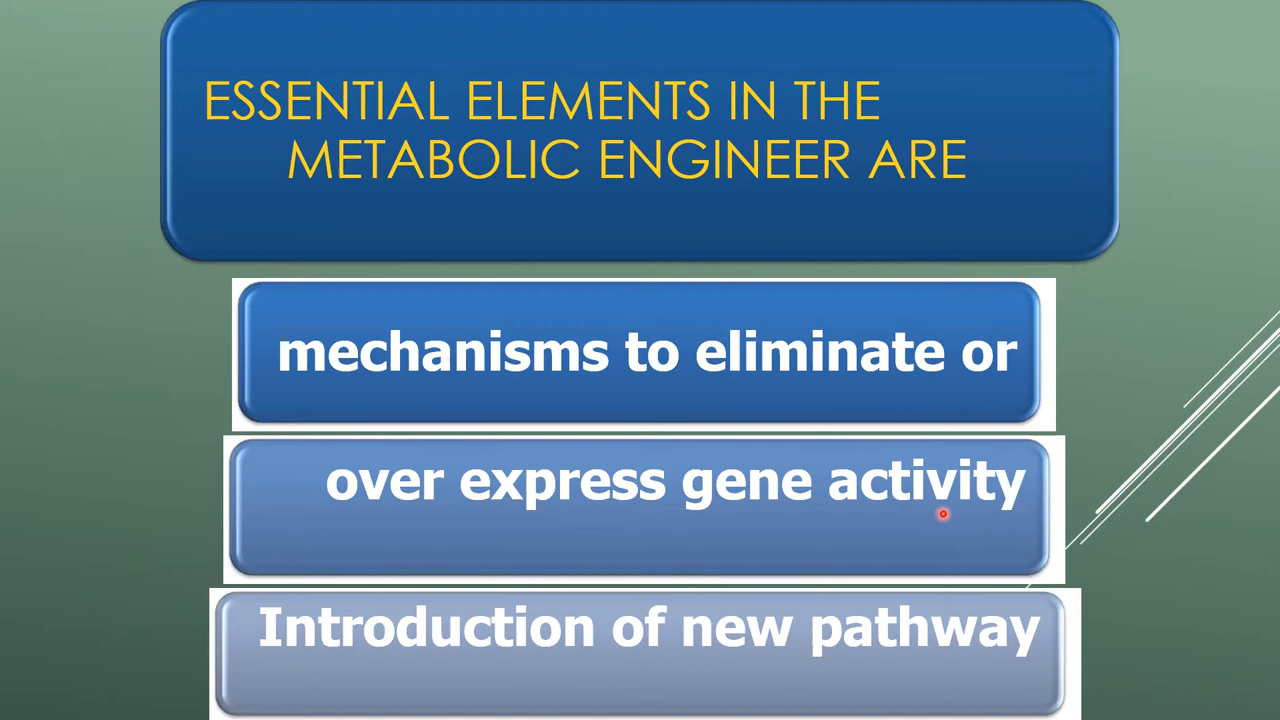 ESSENTIAL ELEMENTS IN THE
METABOLIC ENGINEER ARE
mechanisms to eliminate or
over express gene activity
Introduction of new pathway